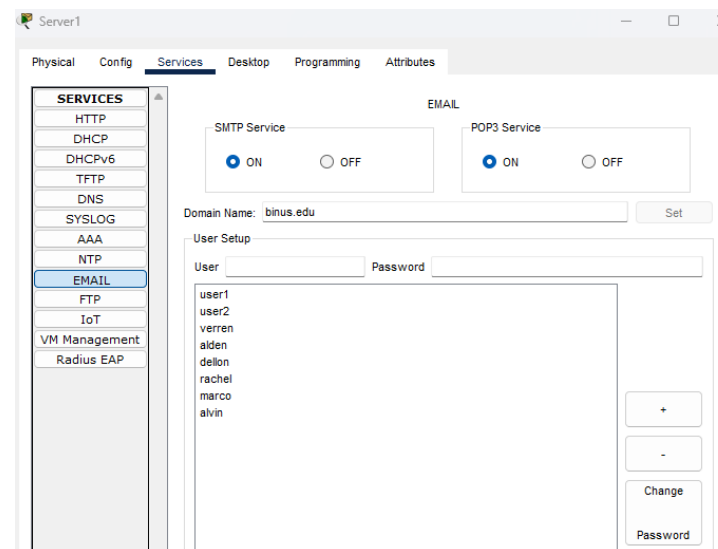 Server1
Physical Config Services Desktop Programming Attributes
SERVICES
HTTP
DHCP
DHCPv6
TFTP
DNS
SYSLOG
AAA
NTP
EMAIL
FTP
IoT
VM Management
Radius EAP
EMAIL
SMTP Service
ON OFF
POP3 Service
ON OFF
Domain Name: binus.edu Set
User Setup
User Password
user1
user2
verren
alden
dellon
rachel
marco
alvin
+
-
Change
Password